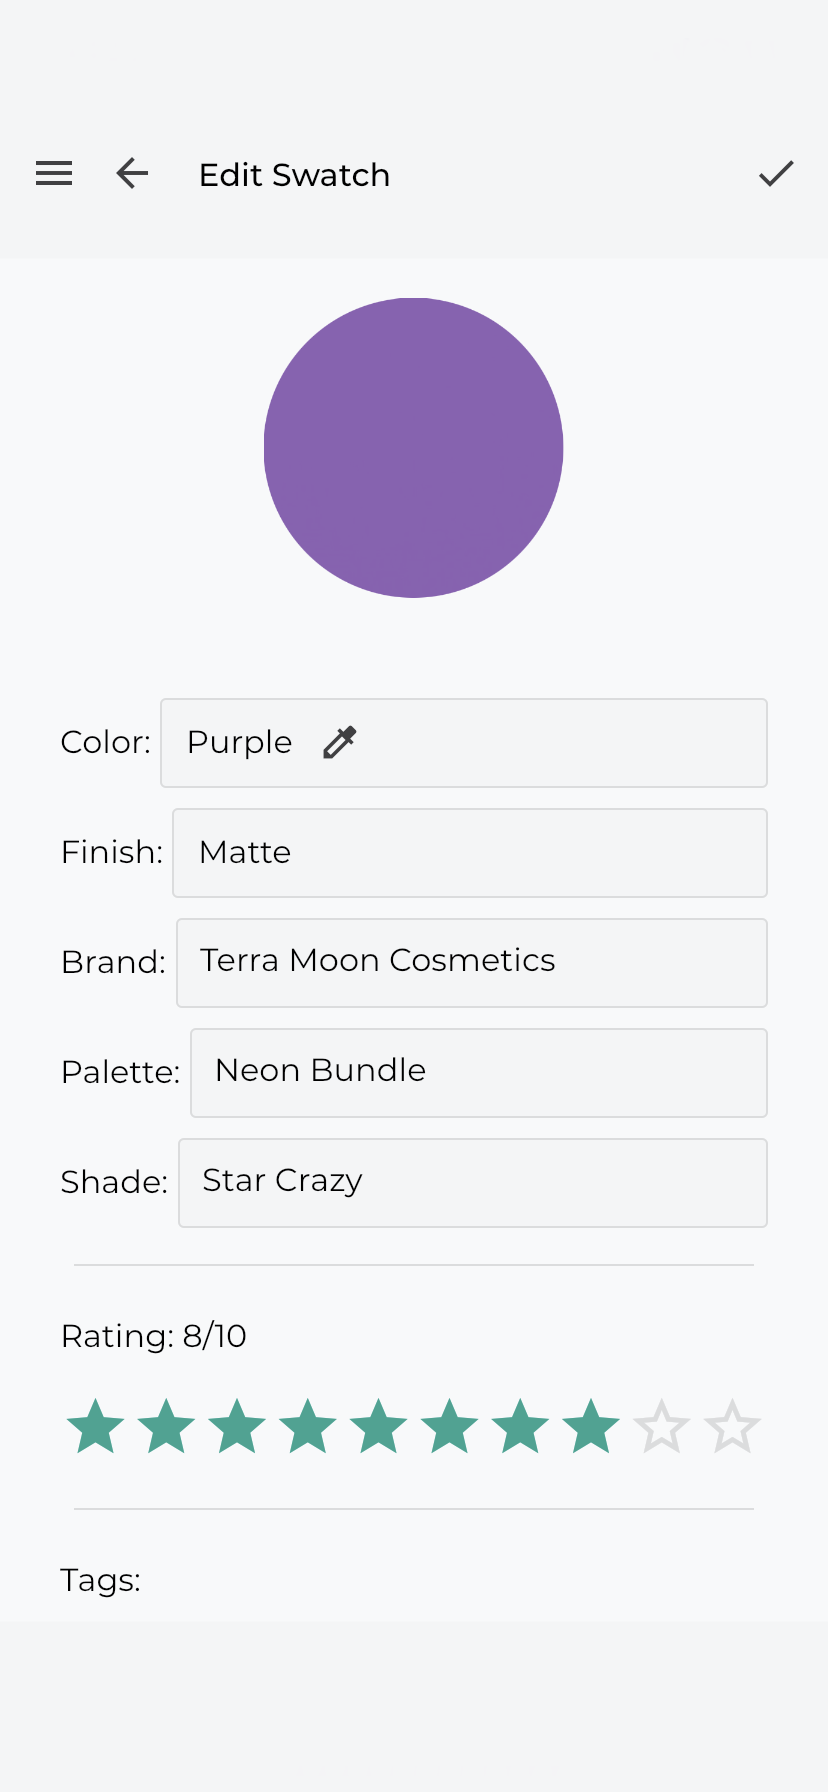 Edit Swatch
Color: Purple
Finish: Matte
Brand: Terra Moon Cosmetics
Palette: Neon Bundle
Shade: Star Crazy
Rating: 8/10
Tags: